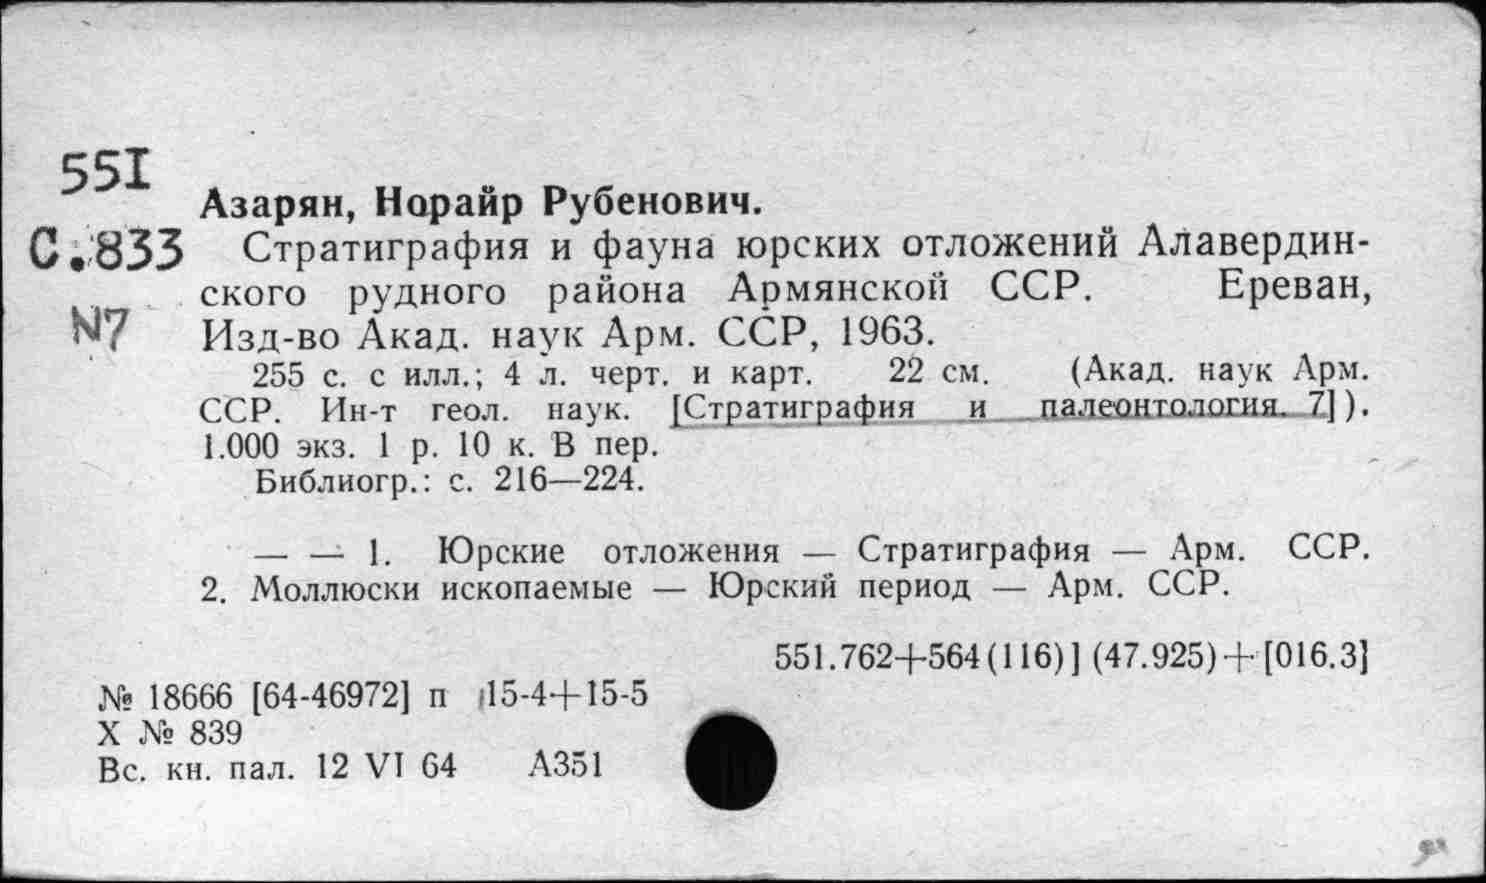 551
Азарян, Норайр Рубенович.
С.833
Стратиграфия и фауна юрских отложений Алавердин-
ского рудного района Армянской ССР. Ереван,
N7
Изд-во Акад. наук Арм. ССР, 1963.
255 с. с илл.; 4 л. черт. и карт. 22 см. (Акад. наук Арм.
ССР. Ин-т геол. наук. [Стратиграфия и палеонтология. 7]).
1.000 экз. 1 р. 10 к. В пер.
Библиогр.: с. 216—224.
— — 1. Юрские отложения — Стратиграфия — Арм. ССР.
2. Моллюски ископаемые — Юрский период — Арм. ССР.
551.762+564(116)] (47.925)+[016.3]
№ 18666 [64-46972] п 15-4+15-5
Х № 839
Вс. кн. пал. 12 VI 64 А351